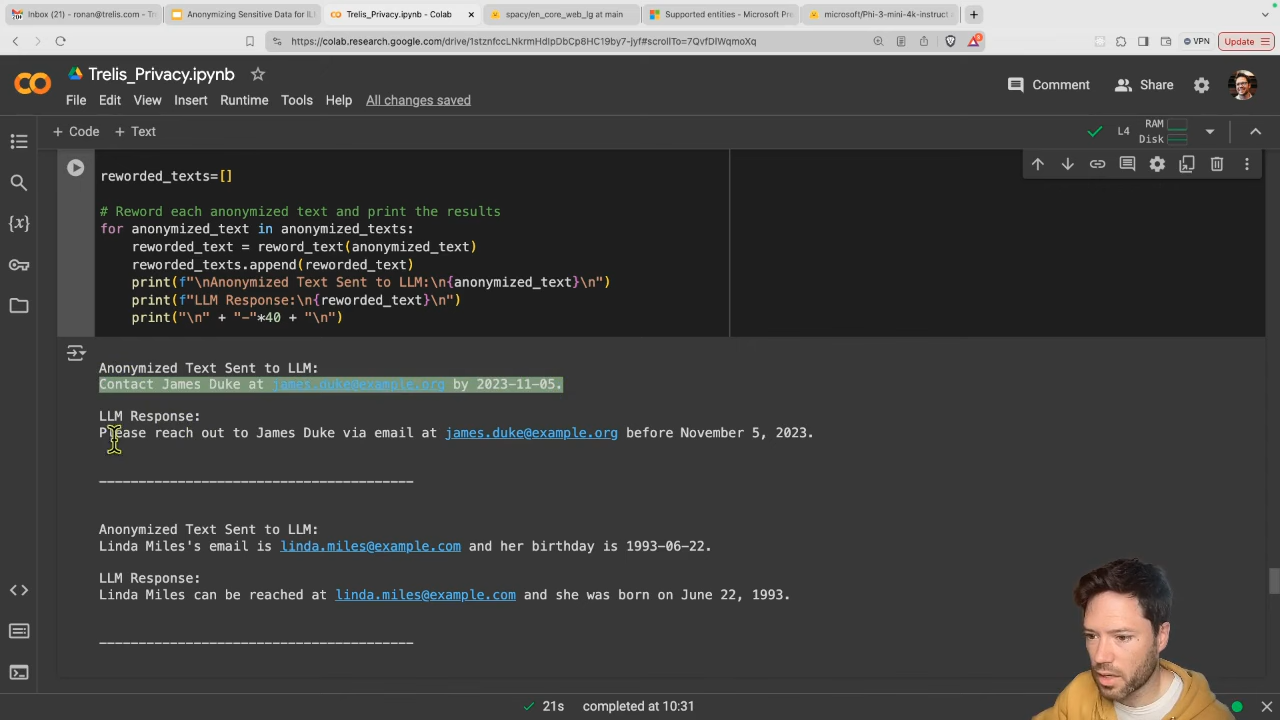 Inbox (21) - ronan@trelis.com
Anonymizing Sensitive Data for
Trelis_Privacy.ipynb - Colab
spacy/en_core_web_lg at main
Supported entities - Microsoft Pre
microsoft/Phi-3-mini-4k-instruct
https://colab.research.google.com/drive/
VPN
Update
Trelis_Privacy.ipynb
Comment
Share
File Edit View Insert Runtime Tools Help All changes saved
+ Code + Text
L4
RAM
Disk
reworded_texts=[]
# Reword each anonymized text and print the results
for anonymized_text in anonymized_texts:
reworded_text = reword_text(anonymized_text)
reworded_texts.append(reworded_text)
print(f"\nAnonymized Text Sent to LLM:\n{anonymized_text}\n")
print(f"LLM Response:\n{reworded_text}\n")
print("\n" + "-"*40 + "\n")
Anonymized Text Sent to LLM:
Contact James Duke at james.duke@example.org by 2023-11-05.
LLM Response:
Please reach out to James Duke via email at james.duke@example.org before November 5, 2023.
----------------------------------------
Anonymized Text Sent to LLM:
Linda Miles's email is linda.miles@example.com and her birthday is 1993-06-22.
LLM Response:
Linda Miles can be reached at linda.miles@example.com and she was born on June 22, 1993.
----------------------------------------
21s completed at 10:31